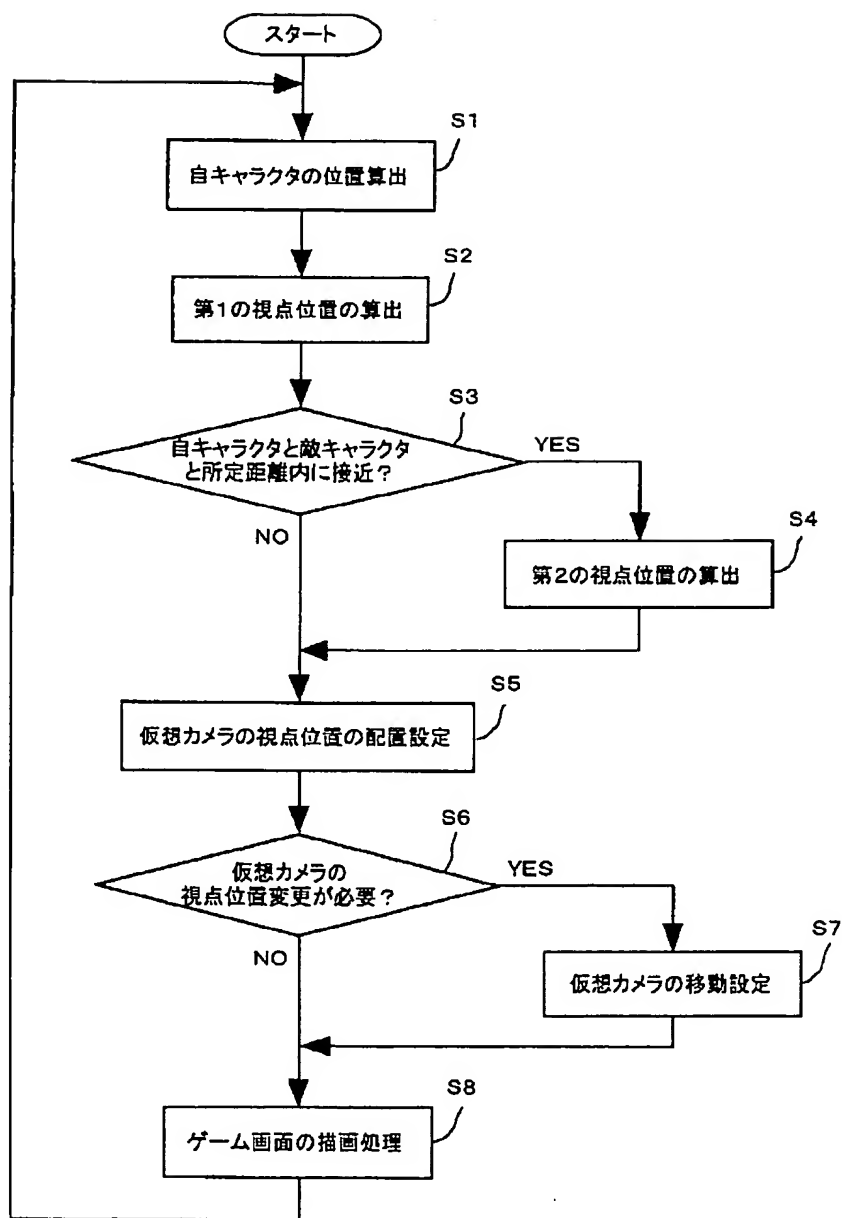 スタート
S1
自キャラクタの位置算出
S2
第1の視点位置の算出
S3
自キャラクタと敵キャラクタ
と所定距離内に接近?
YES
NO
S4
第2の視点位置の算出
S5
仮想カメラの視点位置の配置設定
S6
仮想カメラの
視点位置変更が必要?
YES
NO
S7
仮想カメラの移動設定
S8
ゲーム画面の描画処理